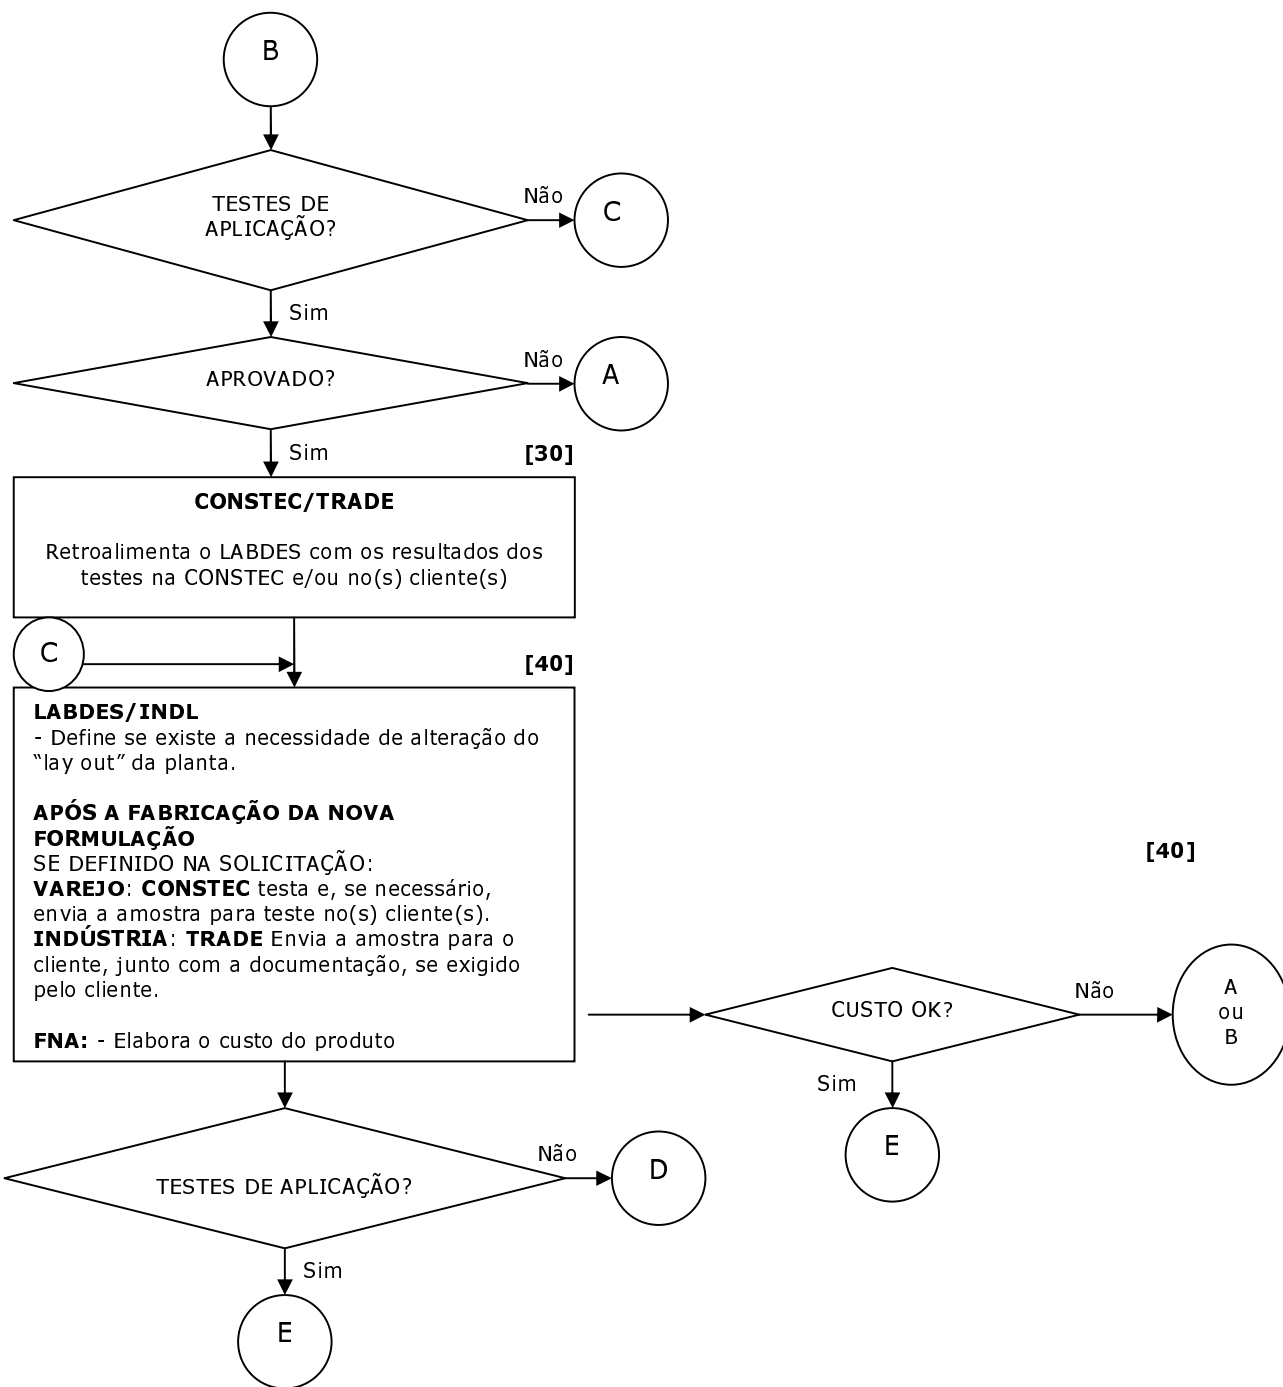 B
TESTES DE
APLICAÇÃO?
Não
C
Sim
APROVADO?
Não
A
Sim
[30]
CONSTEC/TRADE
Retroalimenta o LABDES com os resultados dos
testes na CONSTEC e/ou no(s) cliente(s)
C
[40]
LABDES/INDL
- Define se existe a necessidade de alteração do
“lay out” da planta.
APÓS A FABRICAÇÃO DA NOVA
FORMULAÇÃO
SE DEFINIDO NA SOLICITAÇÃO:
VAREJO: CONSTEC testa e, se necessário,
envia a amostra para teste no(s) cliente(s).
INDÚSTRIA: TRADE Envia a amostra para o
cliente, junto com a documentação, se exigido
pelo cliente.
FNA: - Elabora o custo do produto
[40]
CUSTO OK?
Não
A
ou
B
Sim
E
TESTES DE APLICAÇÃO?
Não
D
Sim
E